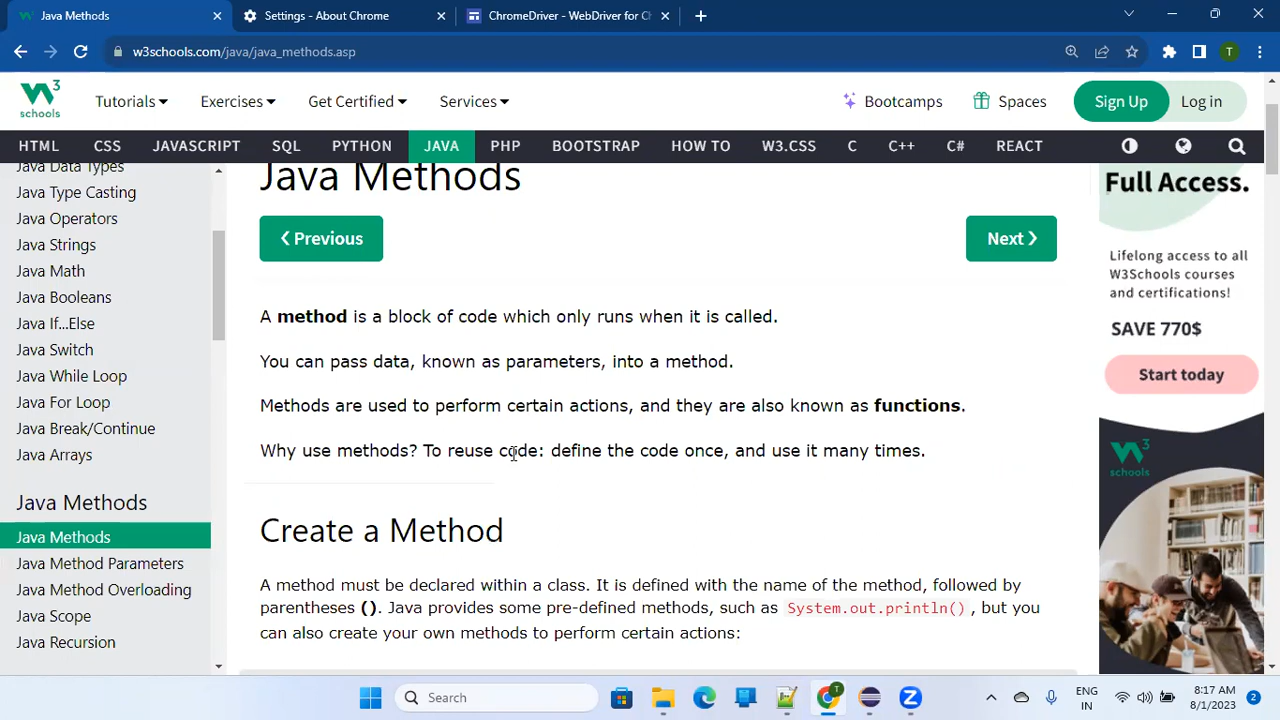 Java Methods
Settings - About Chrome
ChromeDriver - WebDriver for Ch
w3schools.com/java/java_methods.asp
T
schools
Tutorials
Exercises
Get Certified
Services
Bootcamps
Spaces
Sign Up
Log in
HTML
CSS
JAVASCRIPT
SQL
PYTHON
JAVA
PHP
BOOTSTRAP
HOW TO
W3.CSS
C
C++
C#
REACT
Java Data Types
Java Type Casting
Java Operators
Java Strings
Java Math
Java Booleans
Java If...Else
Java Switch
Java While Loop
Java For Loop
Java Break/Continue
Java Arrays
Java Methods
Java Methods
Java Method Parameters
Java Method Overloading
Java Scope
Java Recursion
Java Methods
❮ Previous
Next ❯
A method is a block of code which only runs when it is called.
You can pass data, known as parameters, into a method.
Methods are used to perform certain actions, and they are also known as functions.
Why use methods? To reuse code: define the code once, and use it many times.
Create a Method
A method must be declared within a class. It is defined with the name of the method, followed by
parentheses (). Java provides some pre-defined methods, such as System.out.println(), but you
can also create your own methods to perform certain actions:
Full Access.
Lifelong access to all
W3Schools courses
and certifications!
SAVE 770$
Start today
schools
Search
T
ENG
IN
8:17 AM
8/1/2023
2